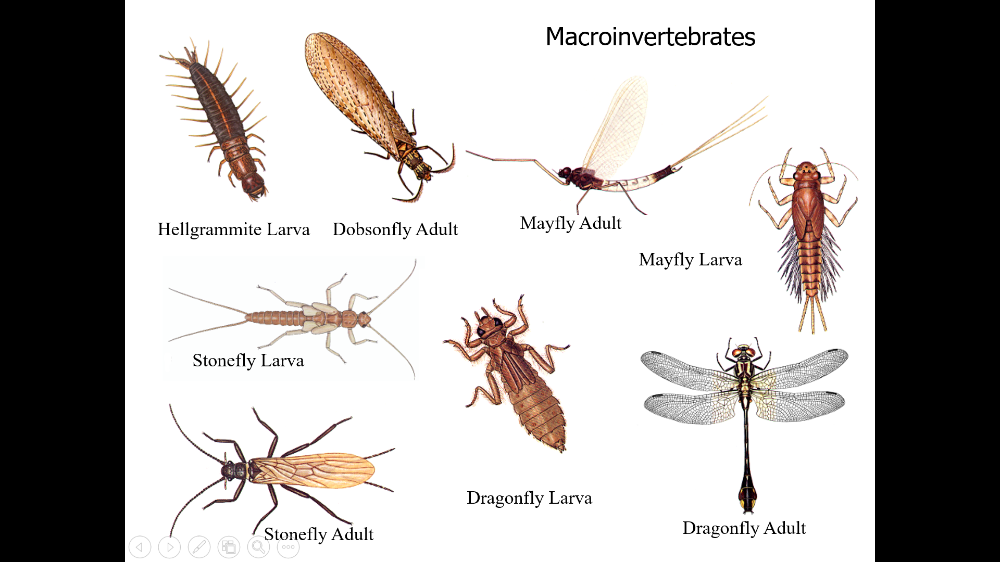 Macroinvertebrates
Hellgrammite Larva
Dobsonfly Adult
Mayfly Adult
Mayfly Larva
Stonefly Larva
Dragonfly Larva
Stonefly Adult
Dragonfly Adult